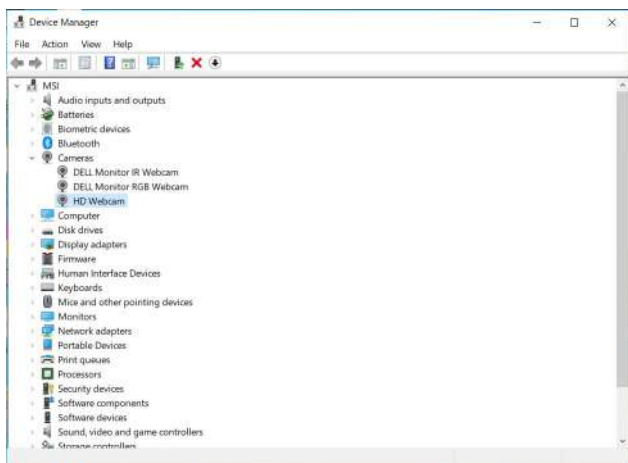 Device Manager
File Action View Help
MSI
Audio inputs and outputs
Batteries
Biometric devices
Bluetooth
Cameras
DELL Monitor IR Webcam
DELL Monitor RGB Webcam
HD Webcam
Computer
Disk drives
Display adapters
Firmware
Human Interface Devices
Keyboards
Mice and other pointing devices
Monitors
Network adapters
Portable Devices
Print queues
Processors
Security devices
Software components
Software devices
Sound, video and game controllers
Storage controllers